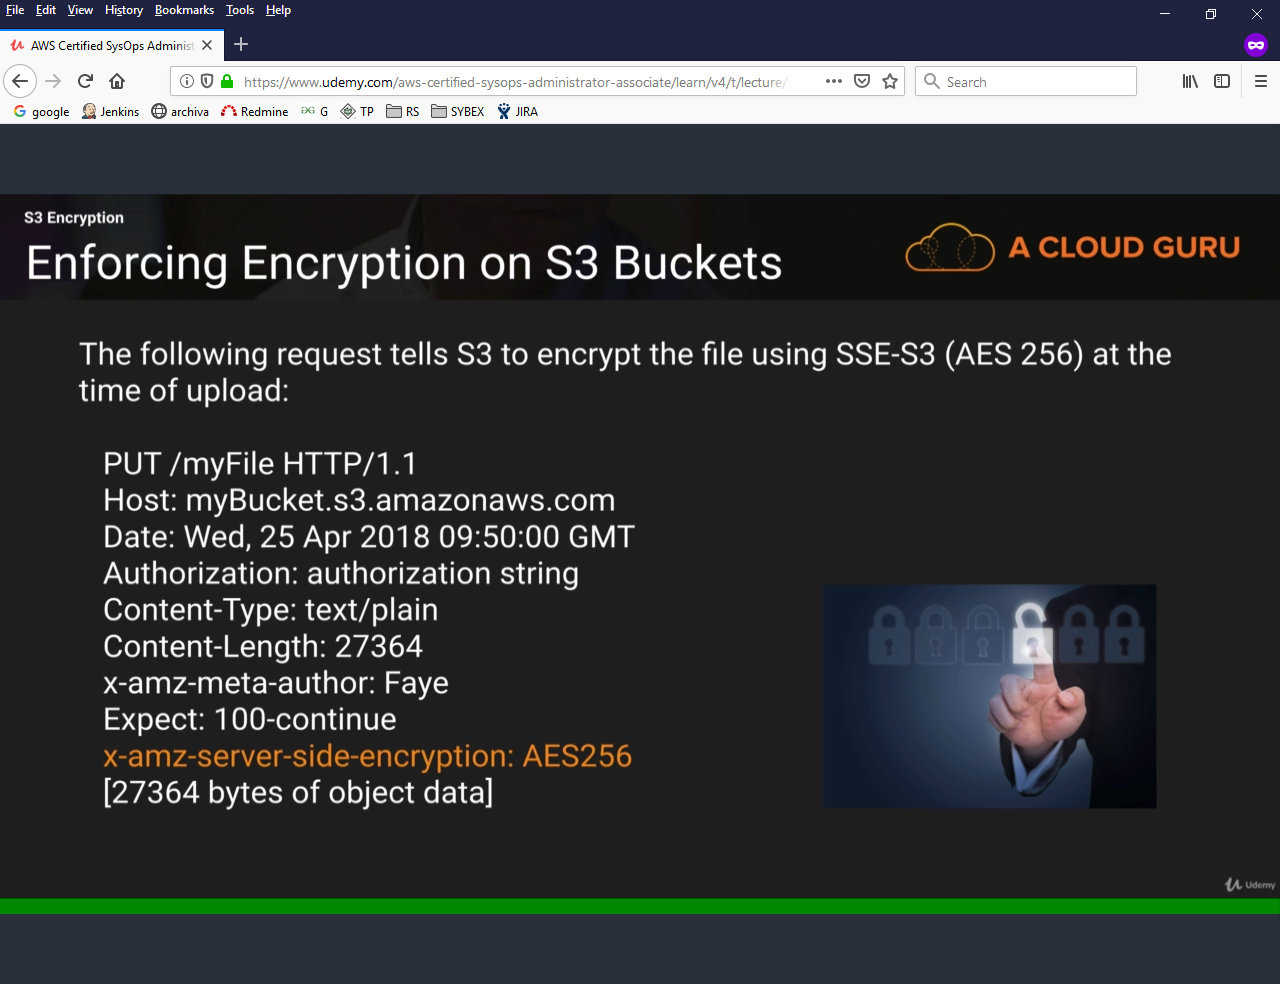 File Edit View History Bookmarks Tools Help
AWS Certified SysOps Administ
https://www.udemy.com/aws-certified-sysops-administrator-associate/learn/v4/t/lecture/
Search
google Jenkins archiva Redmine G TP RS SYBEX JIRA
S3 Encryption
Enforcing Encryption on S3 Buckets
A CLOUD GURU
The following request tells S3 to encrypt the file using SSE-S3 (AES 256) at the
time of upload:
PUT /myFile HTTP/1.1
Host: myBucket.s3.amazonaws.com
Date: Wed, 25 Apr 2018 09:50:00 GMT
Authorization: authorization string
Content-Type: text/plain
Content-Length: 27364
x-amz-meta-author: Faye
Expect: 100-continue
x-amz-server-side-encryption: AES256
[27364 bytes of object data]
Udemy